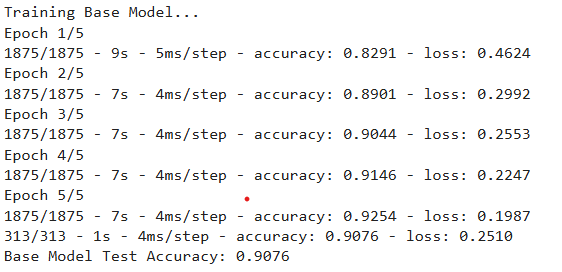 Training Base Model...
Epoch 1/5
1875/1875 - 9s - 5ms/step - accuracy: 0.8291 - loss: 0.4624
Epoch 2/5
1875/1875 - 7s - 4ms/step - accuracy: 0.8901 - loss: 0.2992
Epoch 3/5
1875/1875 - 7s - 4ms/step - accuracy: 0.9044 - loss: 0.2553
Epoch 4/5
1875/1875 - 7s - 4ms/step - accuracy: 0.9146 - loss: 0.2247
Epoch 5/5
1875/1875 - 7s - 4ms/step - accuracy: 0.9254 - loss: 0.1987
313/313 - 1s - 4ms/step - accuracy: 0.9076 - loss: 0.2510
Base Model Test Accuracy: 0.9076